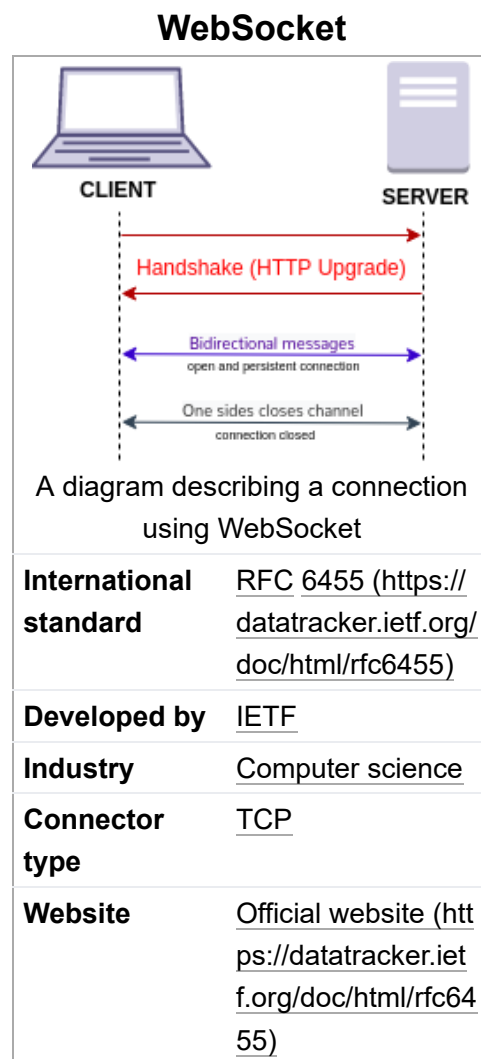 WebSocket
CLIENT
SERVER
Handshake (HTTP Upgrade)
Bidirectional messages
open and persistent connection
One sides closes channel
connection closed
A diagram describing a connection
using WebSocket
International standard
RFC 6455 (https://
datatracker.ietf.org/
doc/html/rfc6455)
Developed by
IETF
Industry
Computer science
Connector
type
TCP
Website
Official website (htt
ps://datatracker.iet
f.org/doc/html/rfc64
55)